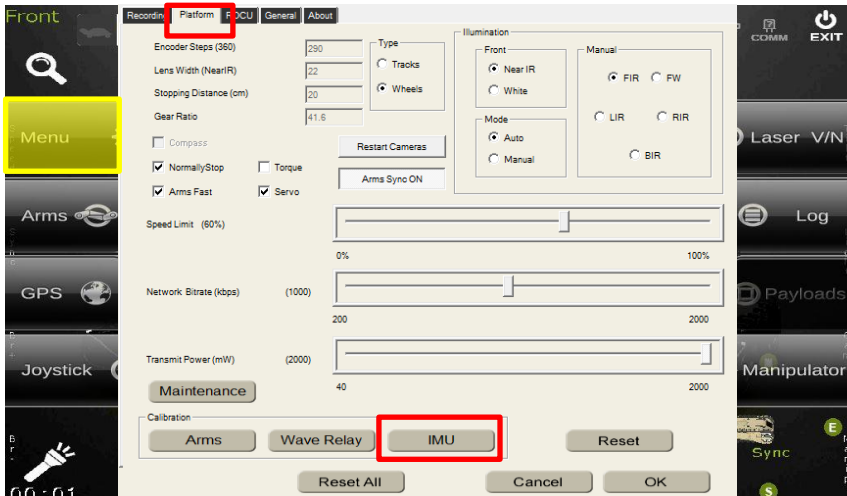 Front
Recording Platform POCU General About
COMM EXIT
Menu
Arms
GPS
Joystick
00:01
Encoder Steps (360) 290
Lens Width (NearIR) 22
Stopping Distance (cm) 20
Gear Ratio 41.6
Type
Tracks
Wheels
Compass
NormallyStop Torque
Arms Fast Servo
Restart Cameras
Arms Sync ON
Illumination
Front
Near IR
White
Mode
Auto
Manual
Manual
FIR FW
LIR RIR
BIR
Speed Limit (60%)
0% 100%
Network Bitrate (kbps) (1000)
200 2000
Transmit Power (mW) (2000)
40 2000
Maintenance
Calibration
Arms Wave Relay IMU Reset
Reset All Cancel OK
Laser V/N
Log
Payloads
Manipulator
E
Sync
S